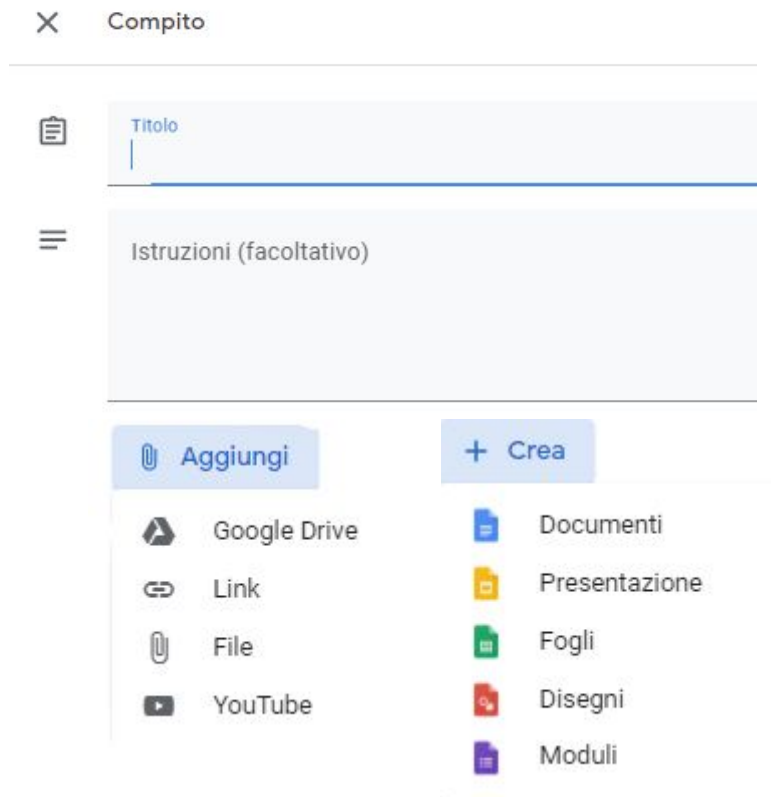 Compito
Titolo
Istruzioni (facoltativo)
Aggiungi
Google Drive
Link
File
YouTube
+ Crea
Documenti
Presentazione
Fogli
Disegni
Moduli